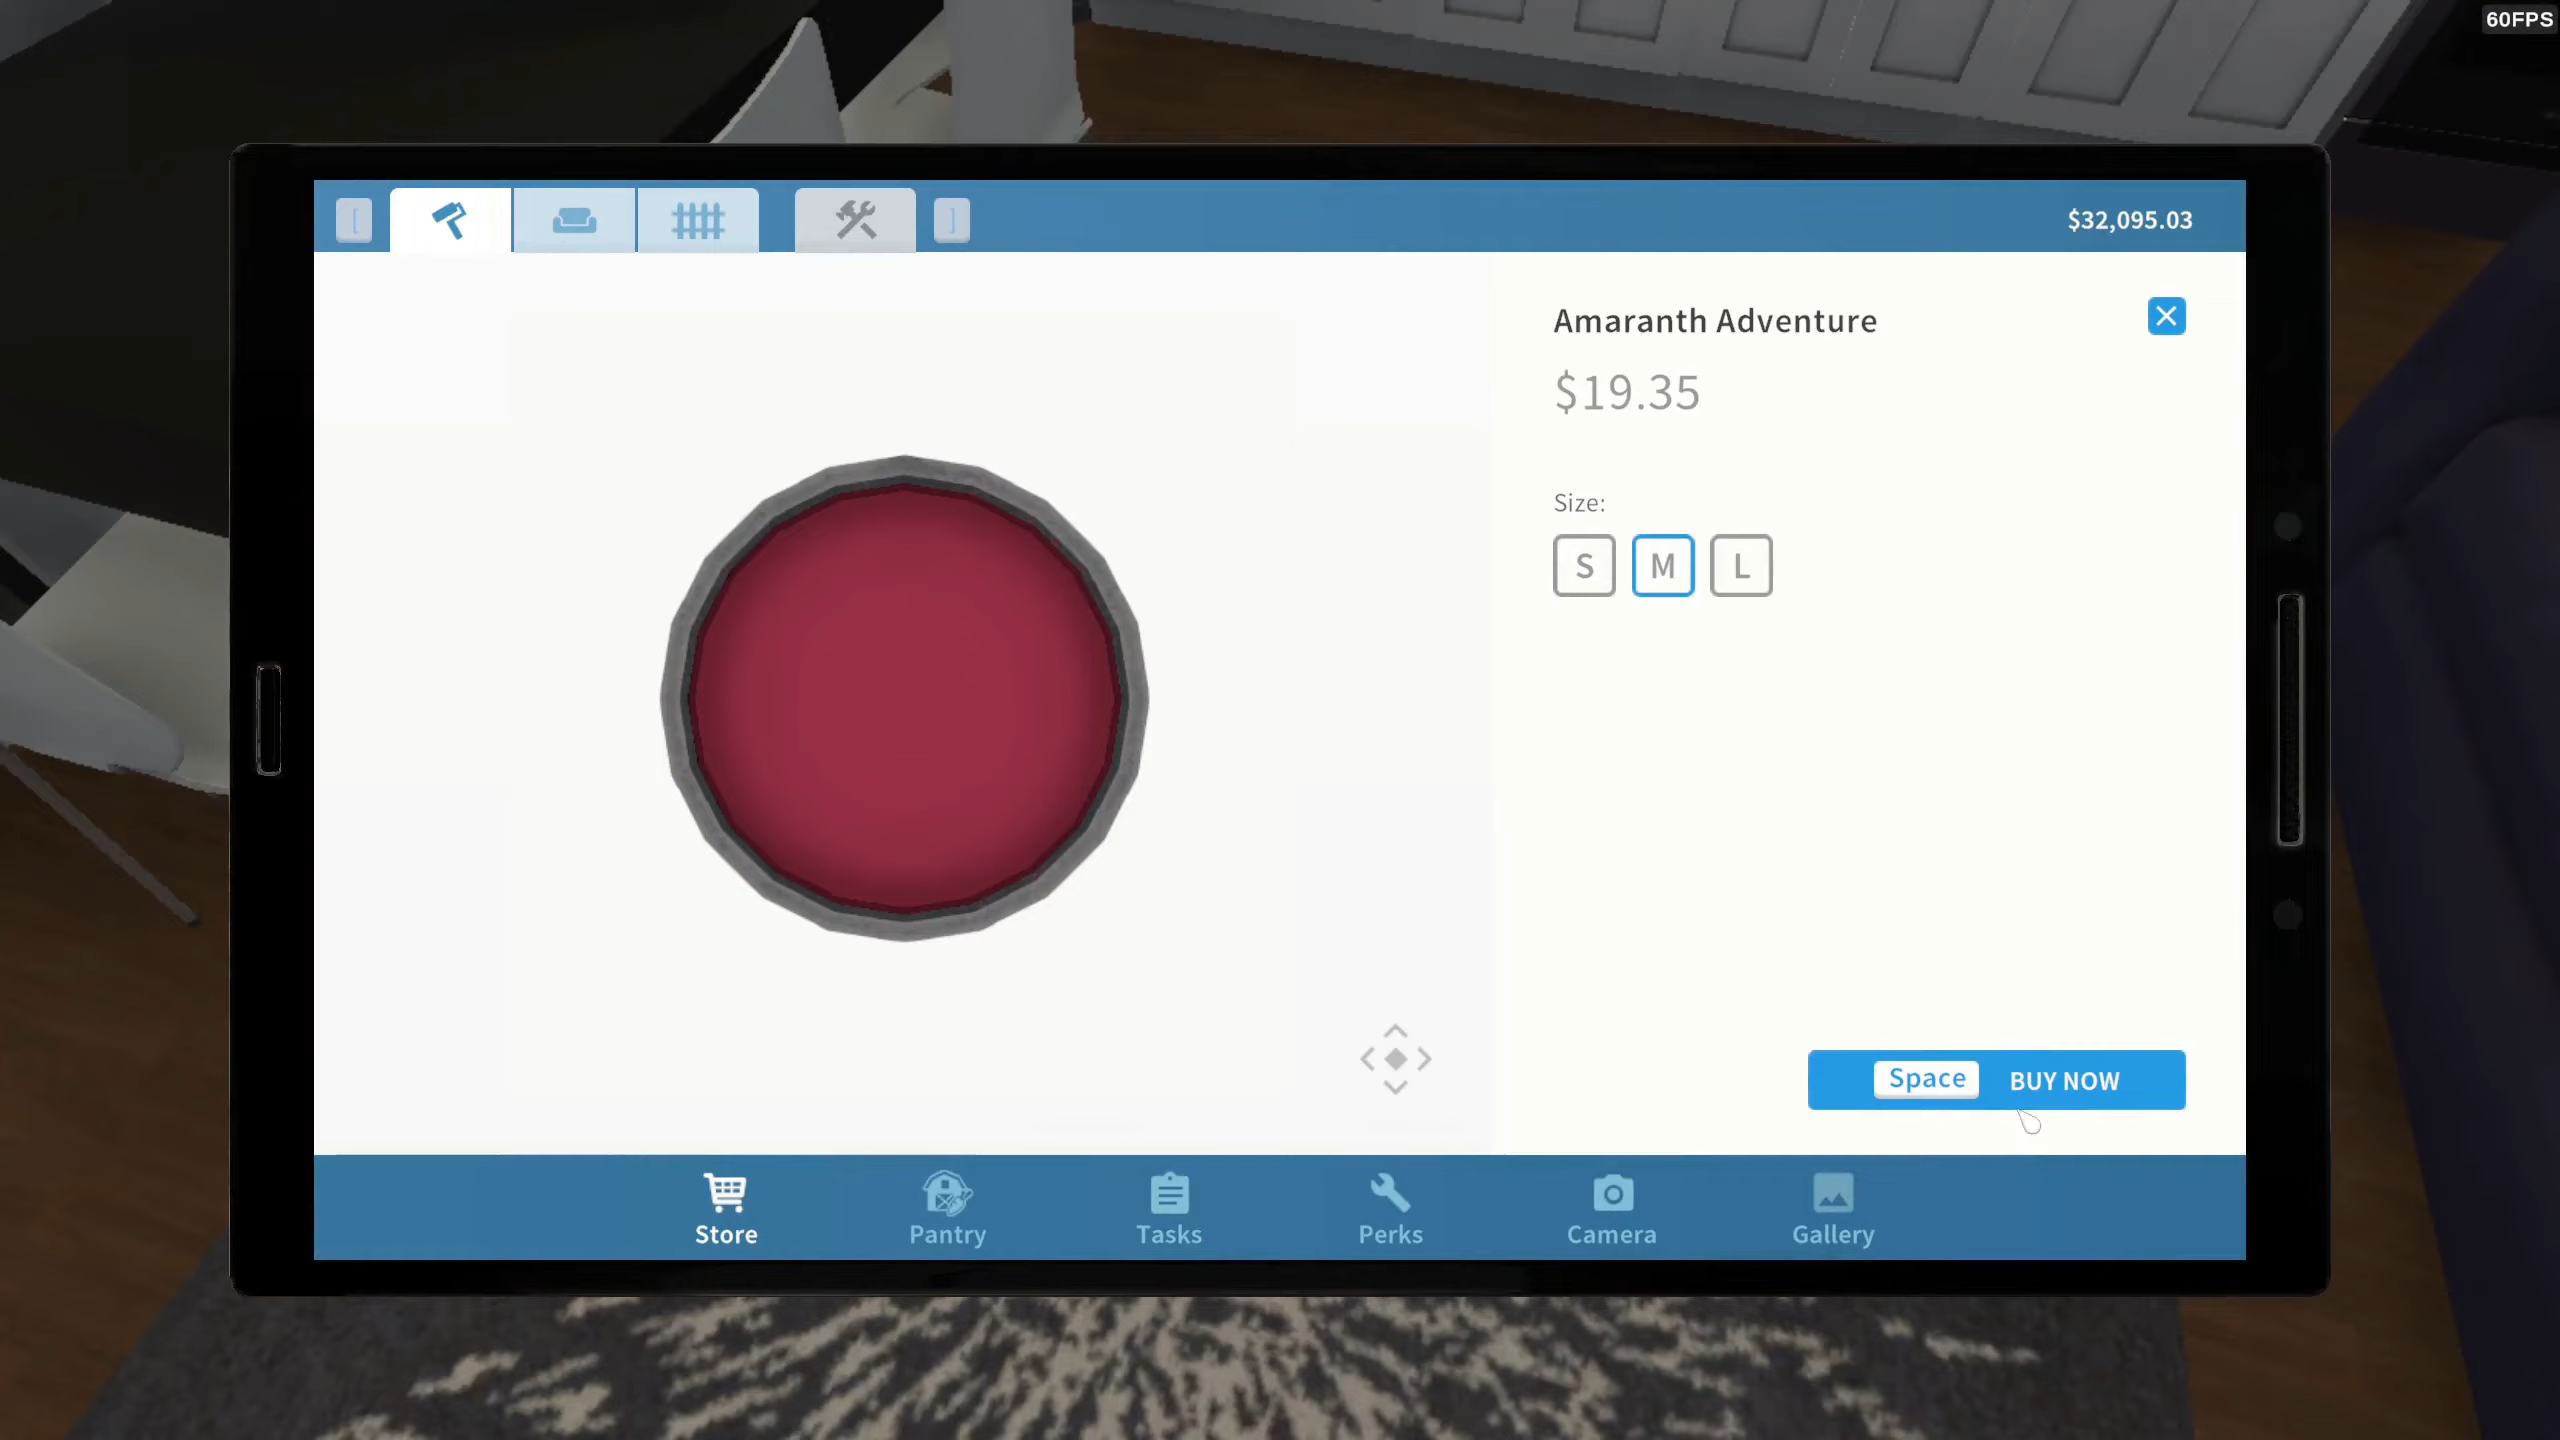 60FPS
[
]
$32,095.03
Amaranth Adventure
$19.35
Size:
S M L
Space BUY NOW
Store Pantry Tasks Perks Camera Gallery